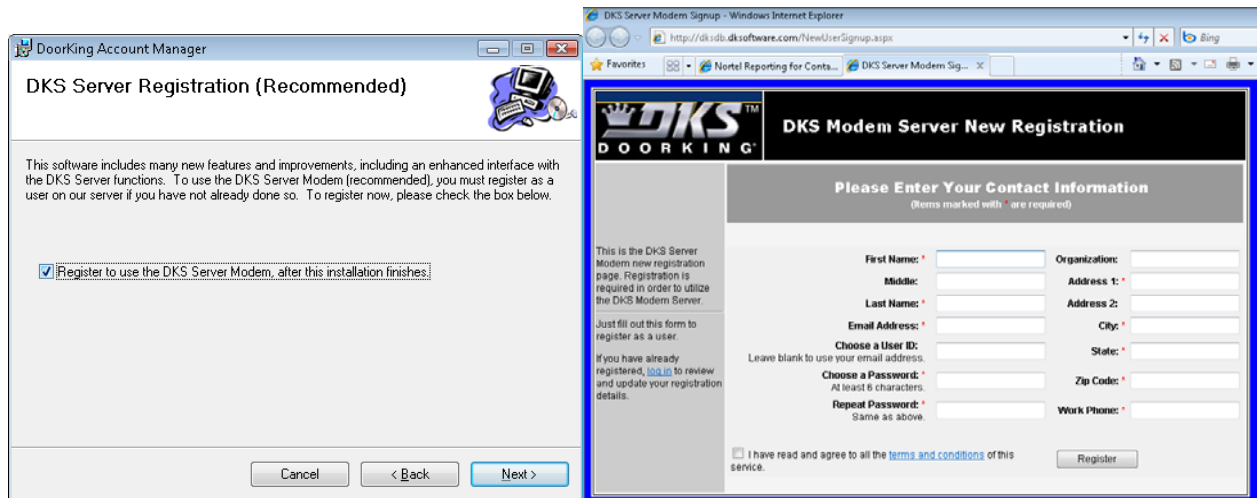 DoorKing Account Manager
DKS Server Registration (Recommended)
This software includes many new features and improvements, including an enhanced interface with
the DKS Server functions.  To use the DKS Server Modem (recommended), you must register as a
user on our server if you have not already done so.  To register now, please check the box below.
Register to use the DKS Server Modem, after this installation finishes.
Cancel
< Back
Next >
DKS Server Modem Signup - Windows Internet Explorer
http://dksdb.dksoftware.com/NewUserSignup.aspx
Bing
Favorites
Nortel Reporting for Conta...
DKS Server Modem Sig...
DKS™
DOORKING®
DKS Modem Server New Registration
Please Enter Your Contact Information
(Items marked with * are required)
This is the DKS Server
Modem new registration
page. Registration is
required in order to utilize
the DKS Modem Server.
Just fill out this form to
register as a user.
If you have already
registered, log in to review
and update your registration
details.
First Name: *
Organization:
Middle:
Address 1: *
Last Name: *
Address 2:
Email Address: *
City: *
Choose a User ID:
Leave blank to use your email address.
State: *
Choose a Password: *
At least 6 characters.
Zip Code: *
Repeat Password: *
Same as above.
Work Phone: *
I have read and agree to all the terms and conditions of this
service.
Register